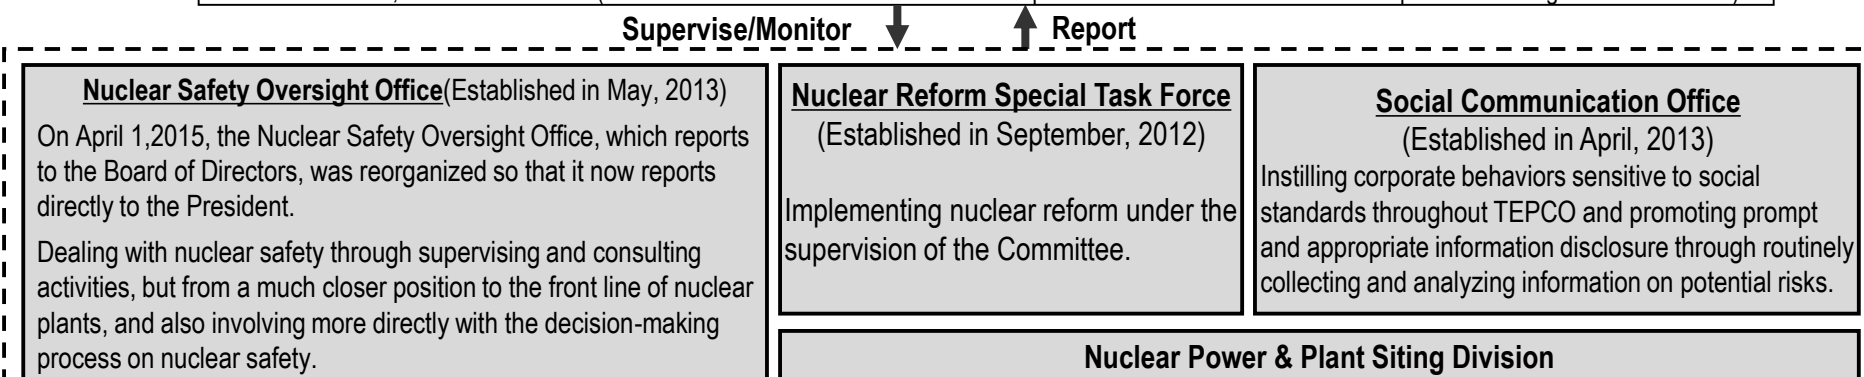 Supervise/Monitor
Report
Nuclear Safety Oversight Office(Established in May, 2013)
On April 1,2015, the Nuclear Safety Oversight Office, which reports
to the Board of Directors, was reorganized so that it now reports
directly to the President.
Dealing with nuclear safety through supervising and consulting
activities, but from a much closer position to the front line of nuclear
plants, and also involving more directly with the decision-making
process on nuclear safety.
Nuclear Reform Special Task Force
(Established in September, 2012)
Implementing nuclear reform under the
supervision of the Committee.
Social Communication Office
(Established in April, 2013)
Instilling corporate behaviors sensitive to social
standards throughout TEPCO and promoting prompt
and appropriate information disclosure through routinely
collecting and analyzing information on potential risks.
Nuclear Power & Plant Siting Division